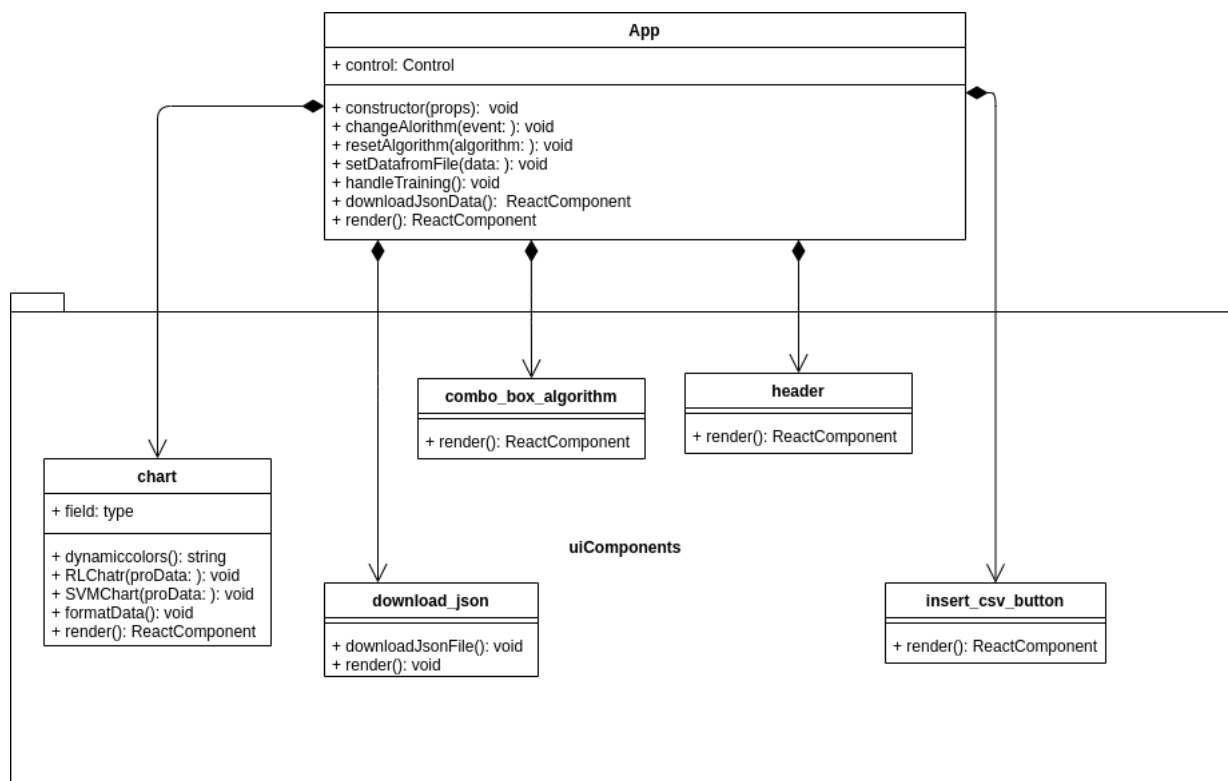 App
+ control: Control
+ constructor(props):  void
+ changeAlorithm(event: ): void
+ resetAlgorithm(algorithm: ): void
+ setDatafromFile(data: ): void
+ handleTraining(): void
+ downloadJsonData():  ReactComponent
+ render(): ReactComponent
combo_box_algorithm
+ render(): ReactComponent
header
+ render(): ReactComponent
chart
+ field: type
+ dynamiccolors(): string
+ RLChatr(proData: ): void
+ SVMChart(proData: ): void
+ formatData(): void
+ render(): ReactComponent
uiComponents
download_json
+ downloadJsonFile(): void
+ render(): void
insert_csv_button
+ render(): ReactComponent